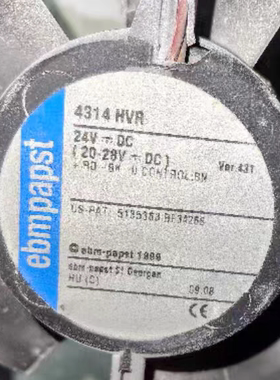 ebmpapst
4314 HVR
24V ⎓ DC
(20-28V ⎓ DC)
Ver 431
US-PAT. 5135363
© ebm-papst 1999
ebm-papst St Georgen
HU (C)
09.08
CE